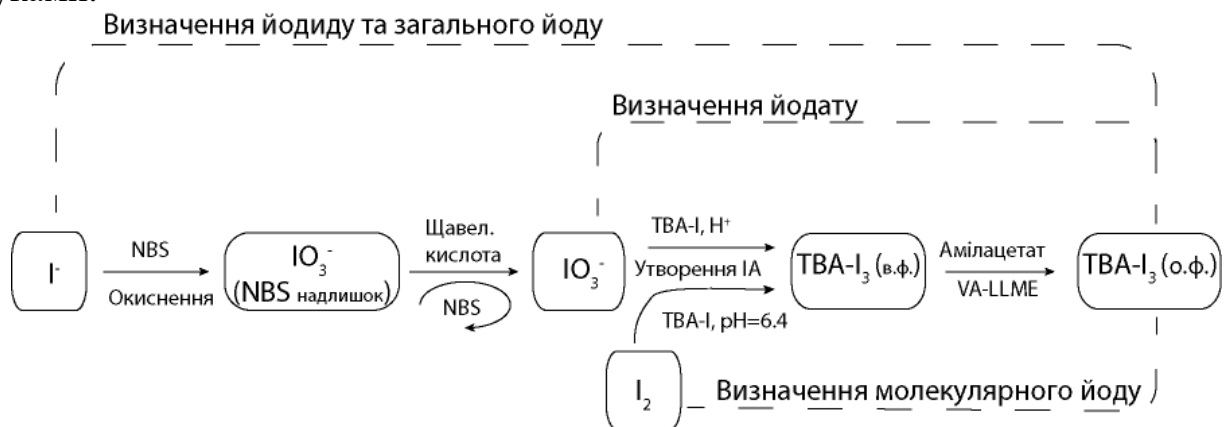 Визначення йодиду та загального йоду
Визначення йодату
I⁻
NBS
Окиснення
IO₃⁻
(NBS надлишок)
Щавел.
кислота
NBS
IO₃⁻
TBA-I, H⁺
Утворення ІА
TBA-I, pH=6.4
TBA-I₃ (в.ф.)
Амілацетат
VA-LLME
TBA-I₃ (о.ф.)
I₂
Визначення молекулярного йоду